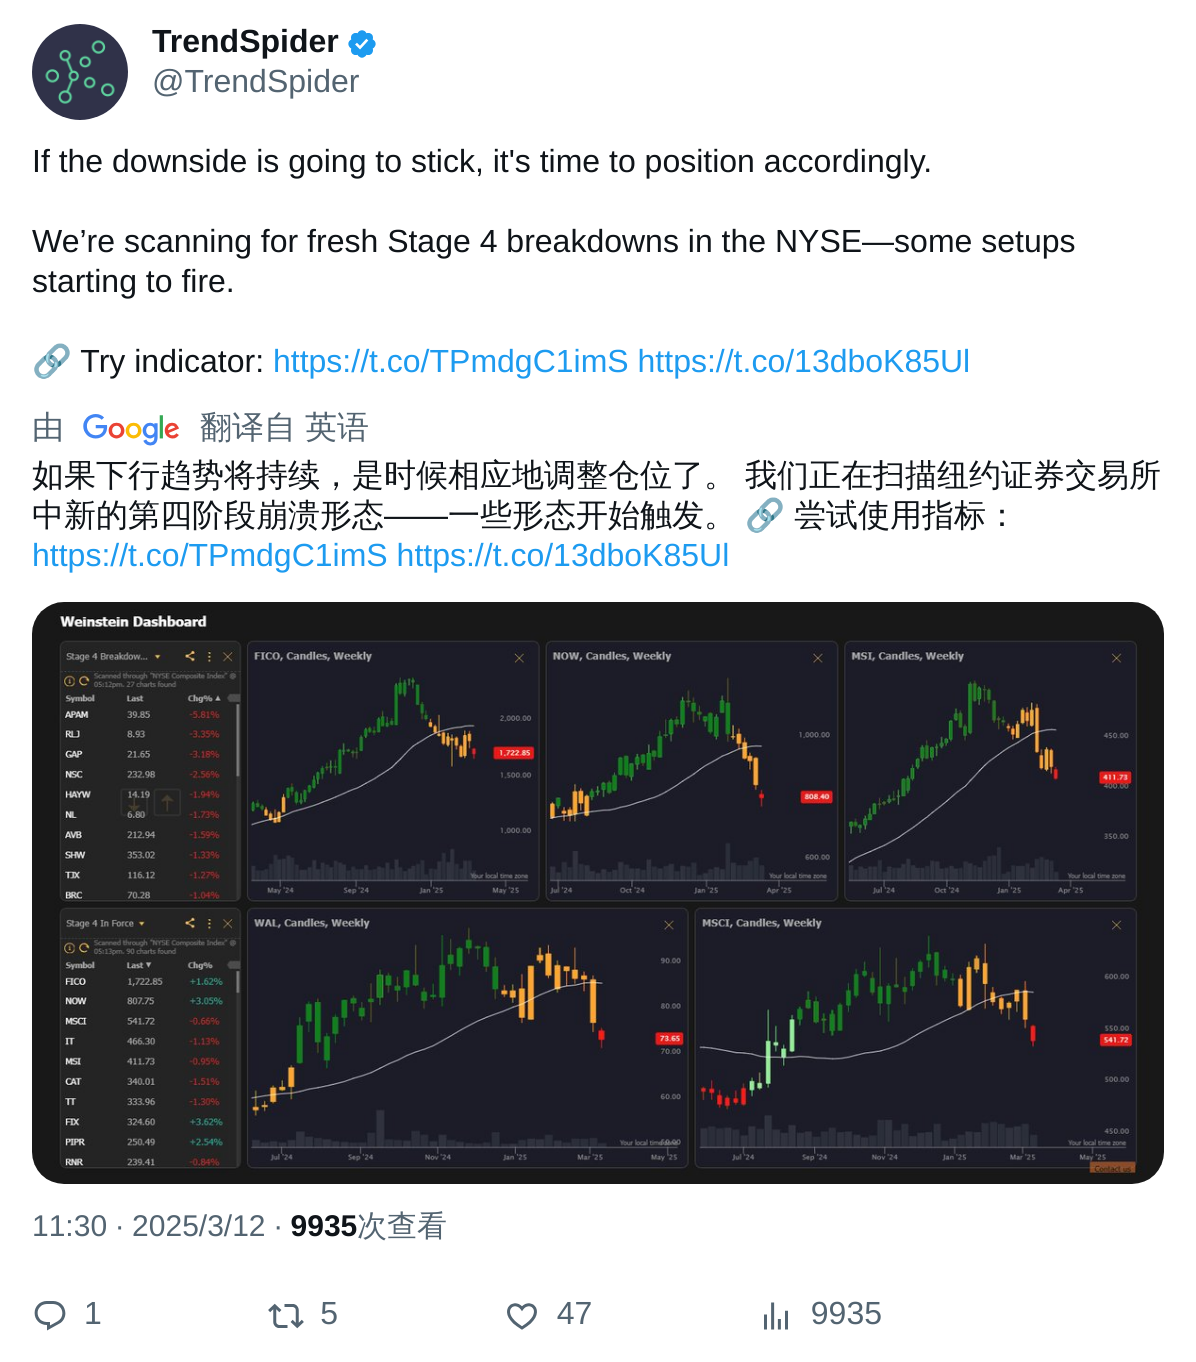 TrendSpider
@TrendSpider
If the downside is going to stick, it's time to position accordingly.
We’re scanning for fresh Stage 4 breakdowns in the NYSE—some setups
starting to fire.
🔗 Try indicator: https://t.co/TPmdgC1imS https://t.co/13dboK85Ul
由 Google 翻译自 英语
如果下行趋势将持续，是时候相应地调整仓位了。 我们正在扫描纽约证券交易所
中新的第四阶段崩溃形态——一些形态开始触发。 🔗 尝试使用指标：
https://t.co/TPmdgC1imS https://t.co/13dboK85Ul
Weinstein Dashboard
Stage 4 Breakdow...
Scanned through "NYSE Composite Index" @
05:12pm. 27 charts found
Symbol Last Chg% ▲
APAM 39.85 -5.81%
RLJ 8.93 -3.35%
GAP 21.65 -3.18%
NSC 232.98 -2.56%
HAYW 14.19 -1.94%
NL 6.80 -1.73%
AVB 212.94 -1.59%
SHW 353.02 -1.33%
TJX 116.12 -1.27%
BRC 70.28 -1.04%
FICO, Candles, Weekly
2,000.00
1,722.85
1,500.00
1,000.00
Your local time zone
May '24 Sep '24 Jan '25 May '25
NOW, Candles, Weekly
1,000.00
808.40
600.00
Your local time zone
Jul '24 Oct '24 Jan '25 Apr '25
MSI, Candles, Weekly
450.00
411.73
400.00
350.00
Your local time zone
Jul '24 Oct '24 Jan '25 Apr '25
Stage 4 In Force
Scanned through "NYSE Composite Index" @
05:13pm. 90 charts found
Symbol Last ▼ Chg%
FICO 1,722.85 +1.62%
NOW 807.75 +3.05%
MSCI 541.72 -0.66%
IT 466.30 -1.13%
MSI 411.73 -0.95%
CAT 340.01 -1.51%
TT 333.96 -1.30%
FIX 324.60 +3.62%
PIPR 250.49 +2.54%
RNR 239.41 -0.84%
WAL, Candles, Weekly
90.00
80.00
73.65
70.00
60.00
50.00
Your local time zone
Jul '24 Sep '24 Nov '24 Jan '25 Mar '25 May '25
MSCI, Candles, Weekly
600.00
550.00
541.72
500.00
450.00
Your local time zone
Jul '24 Sep '24 Nov '24 Jan '25 Mar '25 May '25
Contact us
11:30 · 2025/3/12 · 9935次查看
1 5 47 9935